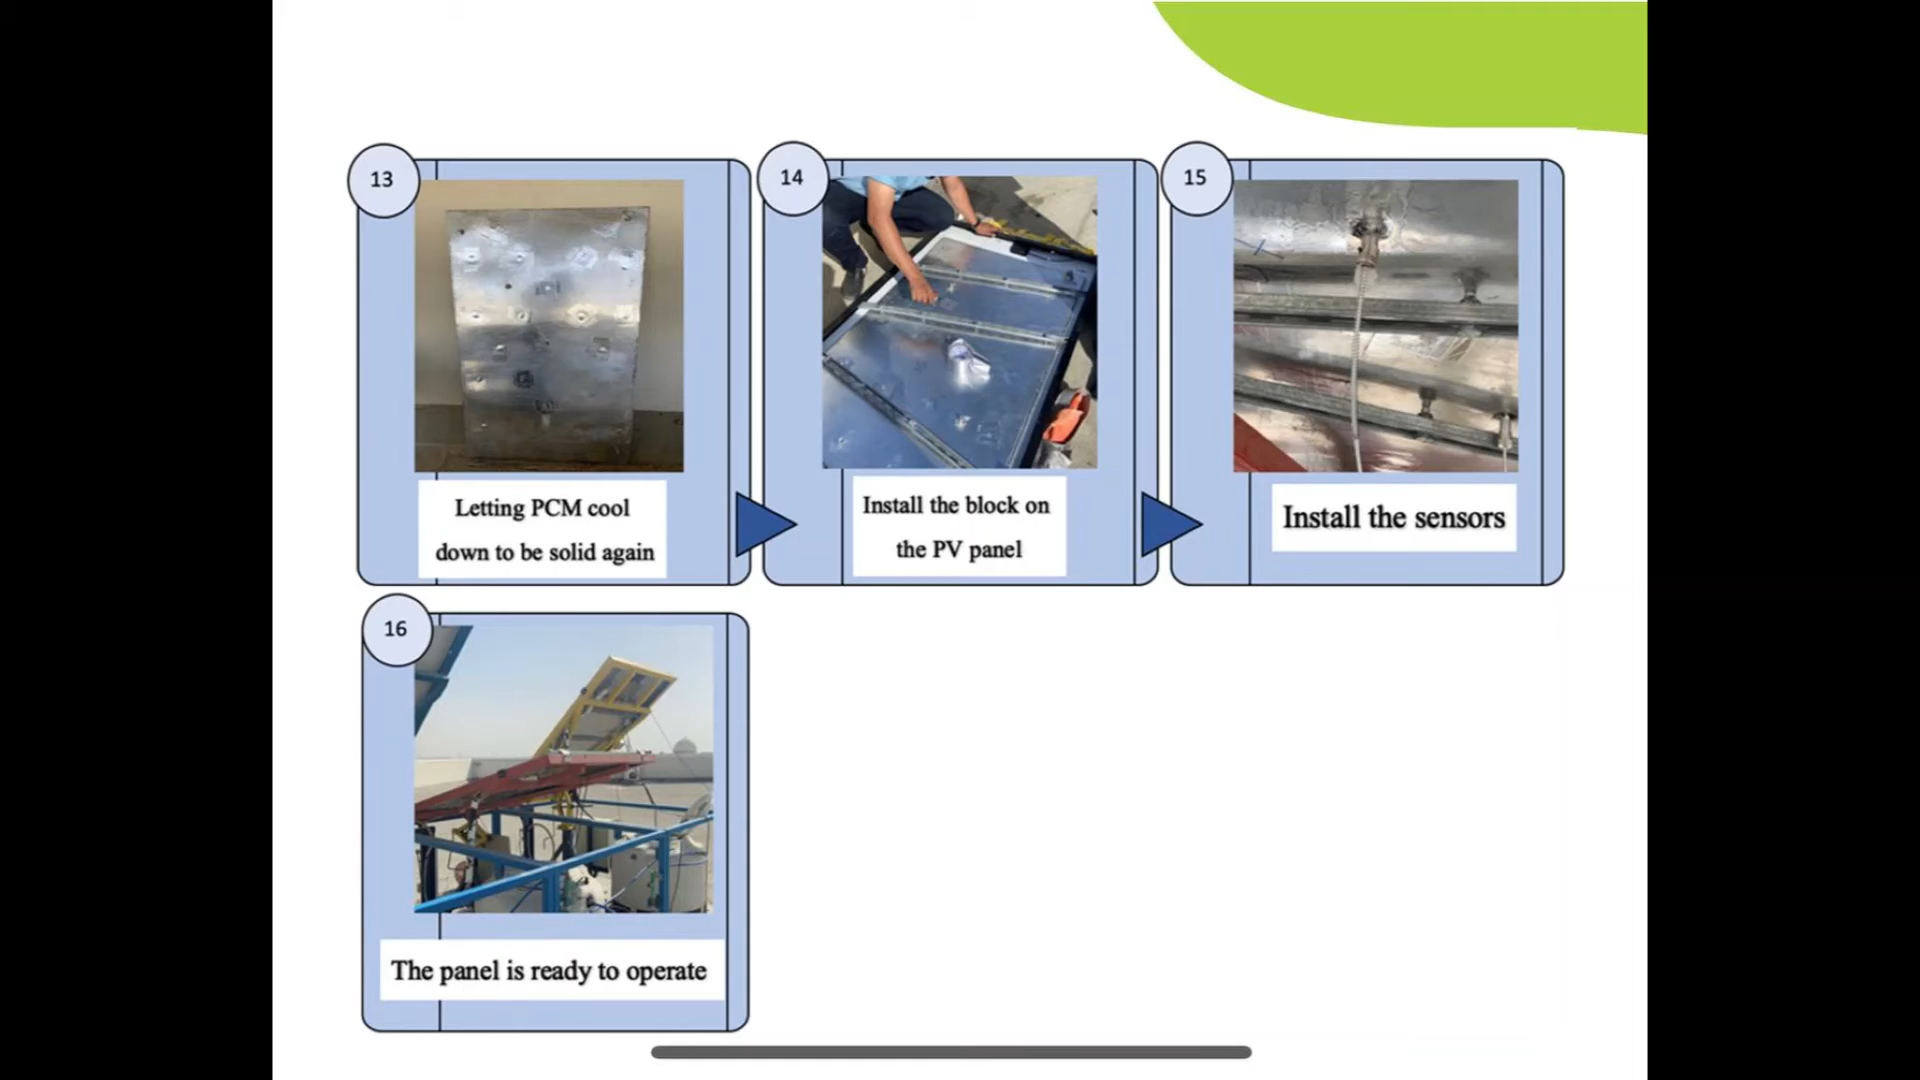 13
Letting PCM cool
down to be solid again
14
Install the block on
the PV panel
15
Install the sensors
16
The panel is ready to operate